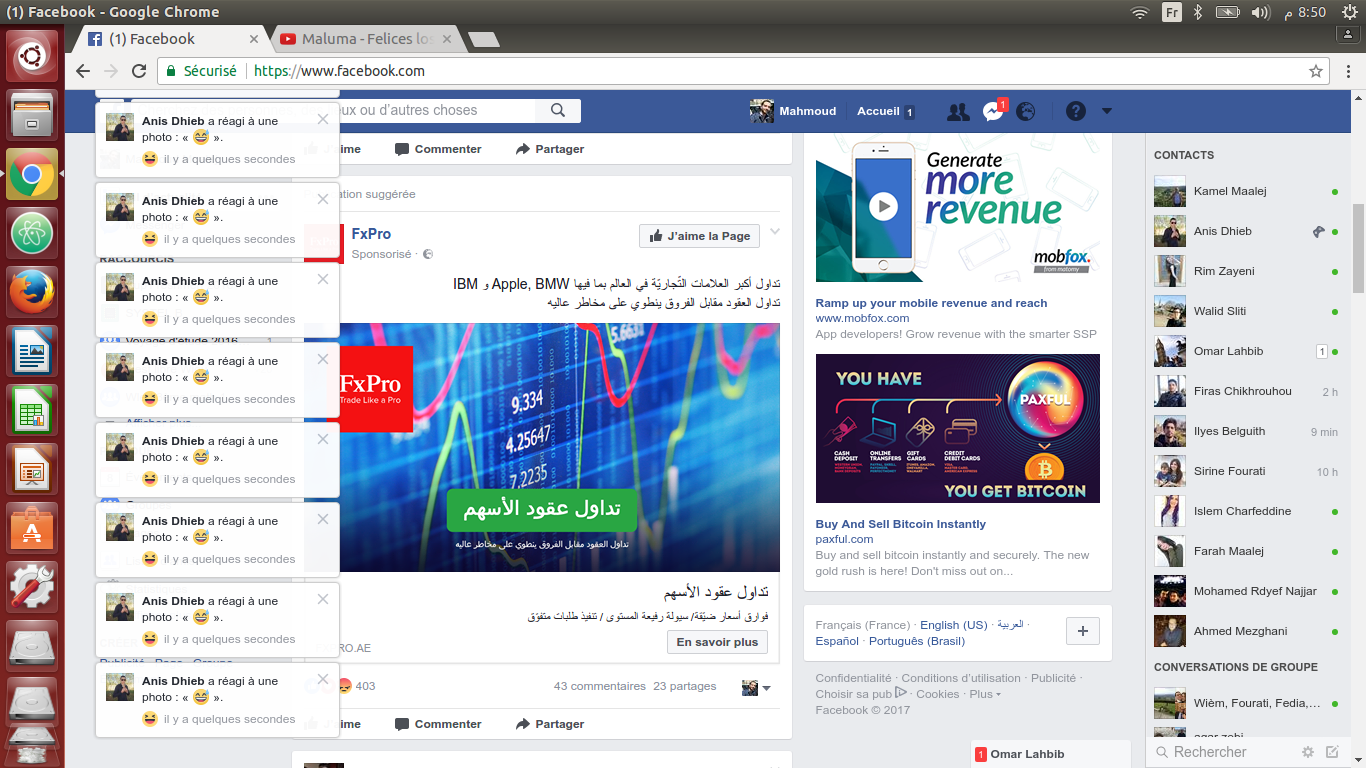 (1) Facebook - Google Chrome
Fr
8:50 م
(1) Facebook
Maluma - Felices los
Sécurisé
https://www.facebook.com
eux ou d'autres choses
Mahmoud
Accueil 1
1
Anis Dhieb a réagi à une
photo : « 😅 ».
😆 il y a quelques secondes
Anis Dhieb a réagi à une
photo : « 😅 ».
😆 il y a quelques secondes
Anis Dhieb a réagi à une
photo : « 😅 ».
😆 il y a quelques secondes
Anis Dhieb a réagi à une
photo : « 😅 ».
😆 il y a quelques secondes
Anis Dhieb a réagi à une
photo : « 😅 ».
😆 il y a quelques secondes
Anis Dhieb a réagi à une
photo : « 😅 ».
😆 il y a quelques secondes
Anis Dhieb a réagi à une
photo : « 😅 ».
😆 il y a quelques secondes
Anis Dhieb a réagi à une
photo : « 😅 ».
😆 il y a quelques secondes
J'aime
Commenter
Partager
ation suggérée
FxPro
Sponsorisé
J'aime la Page
تداول أكبر العلامات التّجاريّة في العالم بما فيها Apple, BMW و IBM
تداول العقود مقابل الفروق ينطوي على مخاطر عاليه
FxPro
Trade Like a Pro
5.6631
9.334
4.25647
7.2235
تداول عقود الأسهم
تداول العقود مقابل الفروق ينطوي على مخاطر عاليه
تداول عقود الأسهم
فوارق أسعار ضيّقة/ سيولة رفيعة المستوى / تنفيذ طلبات متفوّق
RO.AE
En savoir plus
403
43 commentaires 23 partages
J'aime
Commenter
Partager
Generate
more
revenue
mobfox.
from matomy
Ramp up your mobile revenue and reach
www.mobfox.com
App developers! Grow revenue with the smarter SSP
YOU HAVE
PAXFUL
CASH DEPOSIT
ONLINE TRANSFERS
GIFT CARDS
CREDIT DEBIT CARDS
YOU GET BITCOIN
Buy And Sell Bitcoin Instantly
paxful.com
Buy and sell bitcoin instantly and securely. The new
gold rush is here! Don't miss out on...
Français (France) · English (US) · العربية ·
Español · Português (Brasil)
Confidentialité · Conditions d'utilisation · Publicité ·
Choisir sa pub · Cookies · Plus
Facebook © 2017
CONTACTS
Kamel Maalej
Anis Dhieb
Rim Zayeni
Walid Sliti
Omar Lahbib 1
Firas Chikhrouhou 2 h
Ilyes Belguith 9 min
Sirine Fourati 10 h
Islem Charfeddine
Farah Maalej
Mohamed Rdyef Najjar
Ahmed Mezghani
CONVERSATIONS DE GROUPE
Wièm, Fourati, Fedia,...
Rechercher
1 Omar Lahbib